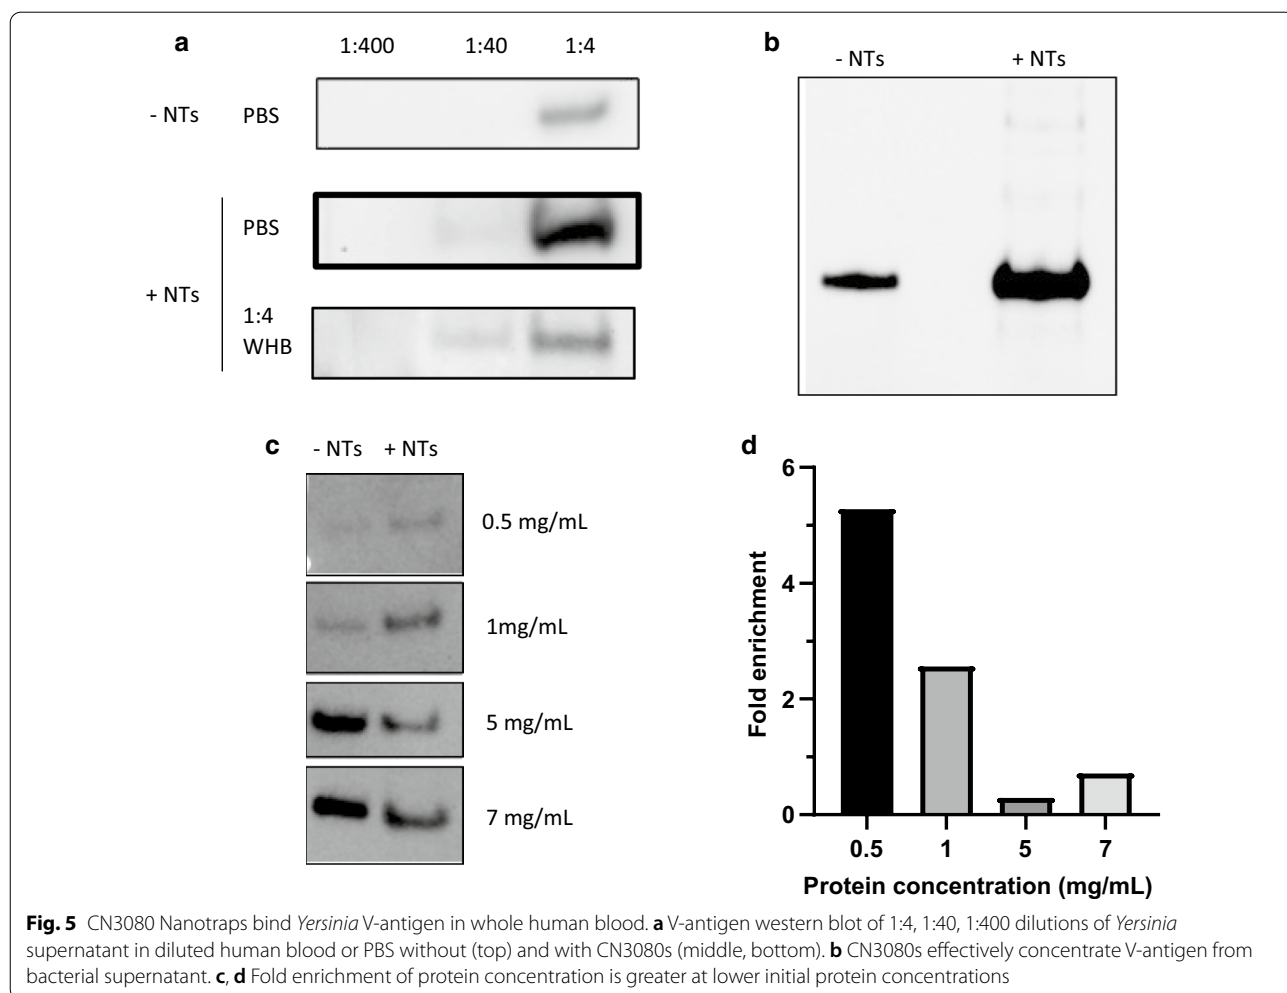 a
1:400 1:40 1:4
- NTs PBS
PBS
+ NTs
1:4
WHB
b
- NTs + NTs
c
- NTs + NTs
0.5 mg/mL
1mg/mL
5 mg/mL
7 mg/mL
d
Fold enrichment
6
4
2
0
0.5 1 5 7
Protein concentration (mg/mL)
Fig. 5 CN3080 Nanotraps bind Yersinia V-antigen in whole human blood. a V-antigen western blot of 1:4, 1:40, 1:400 dilutions of Yersinia
supernatant in diluted human blood or PBS without (top) and with CN3080s (middle, bottom). b CN3080s effectively concentrate V-antigen from
bacterial supernatant. c, d Fold enrichment of protein concentration is greater at lower initial protein concentrations